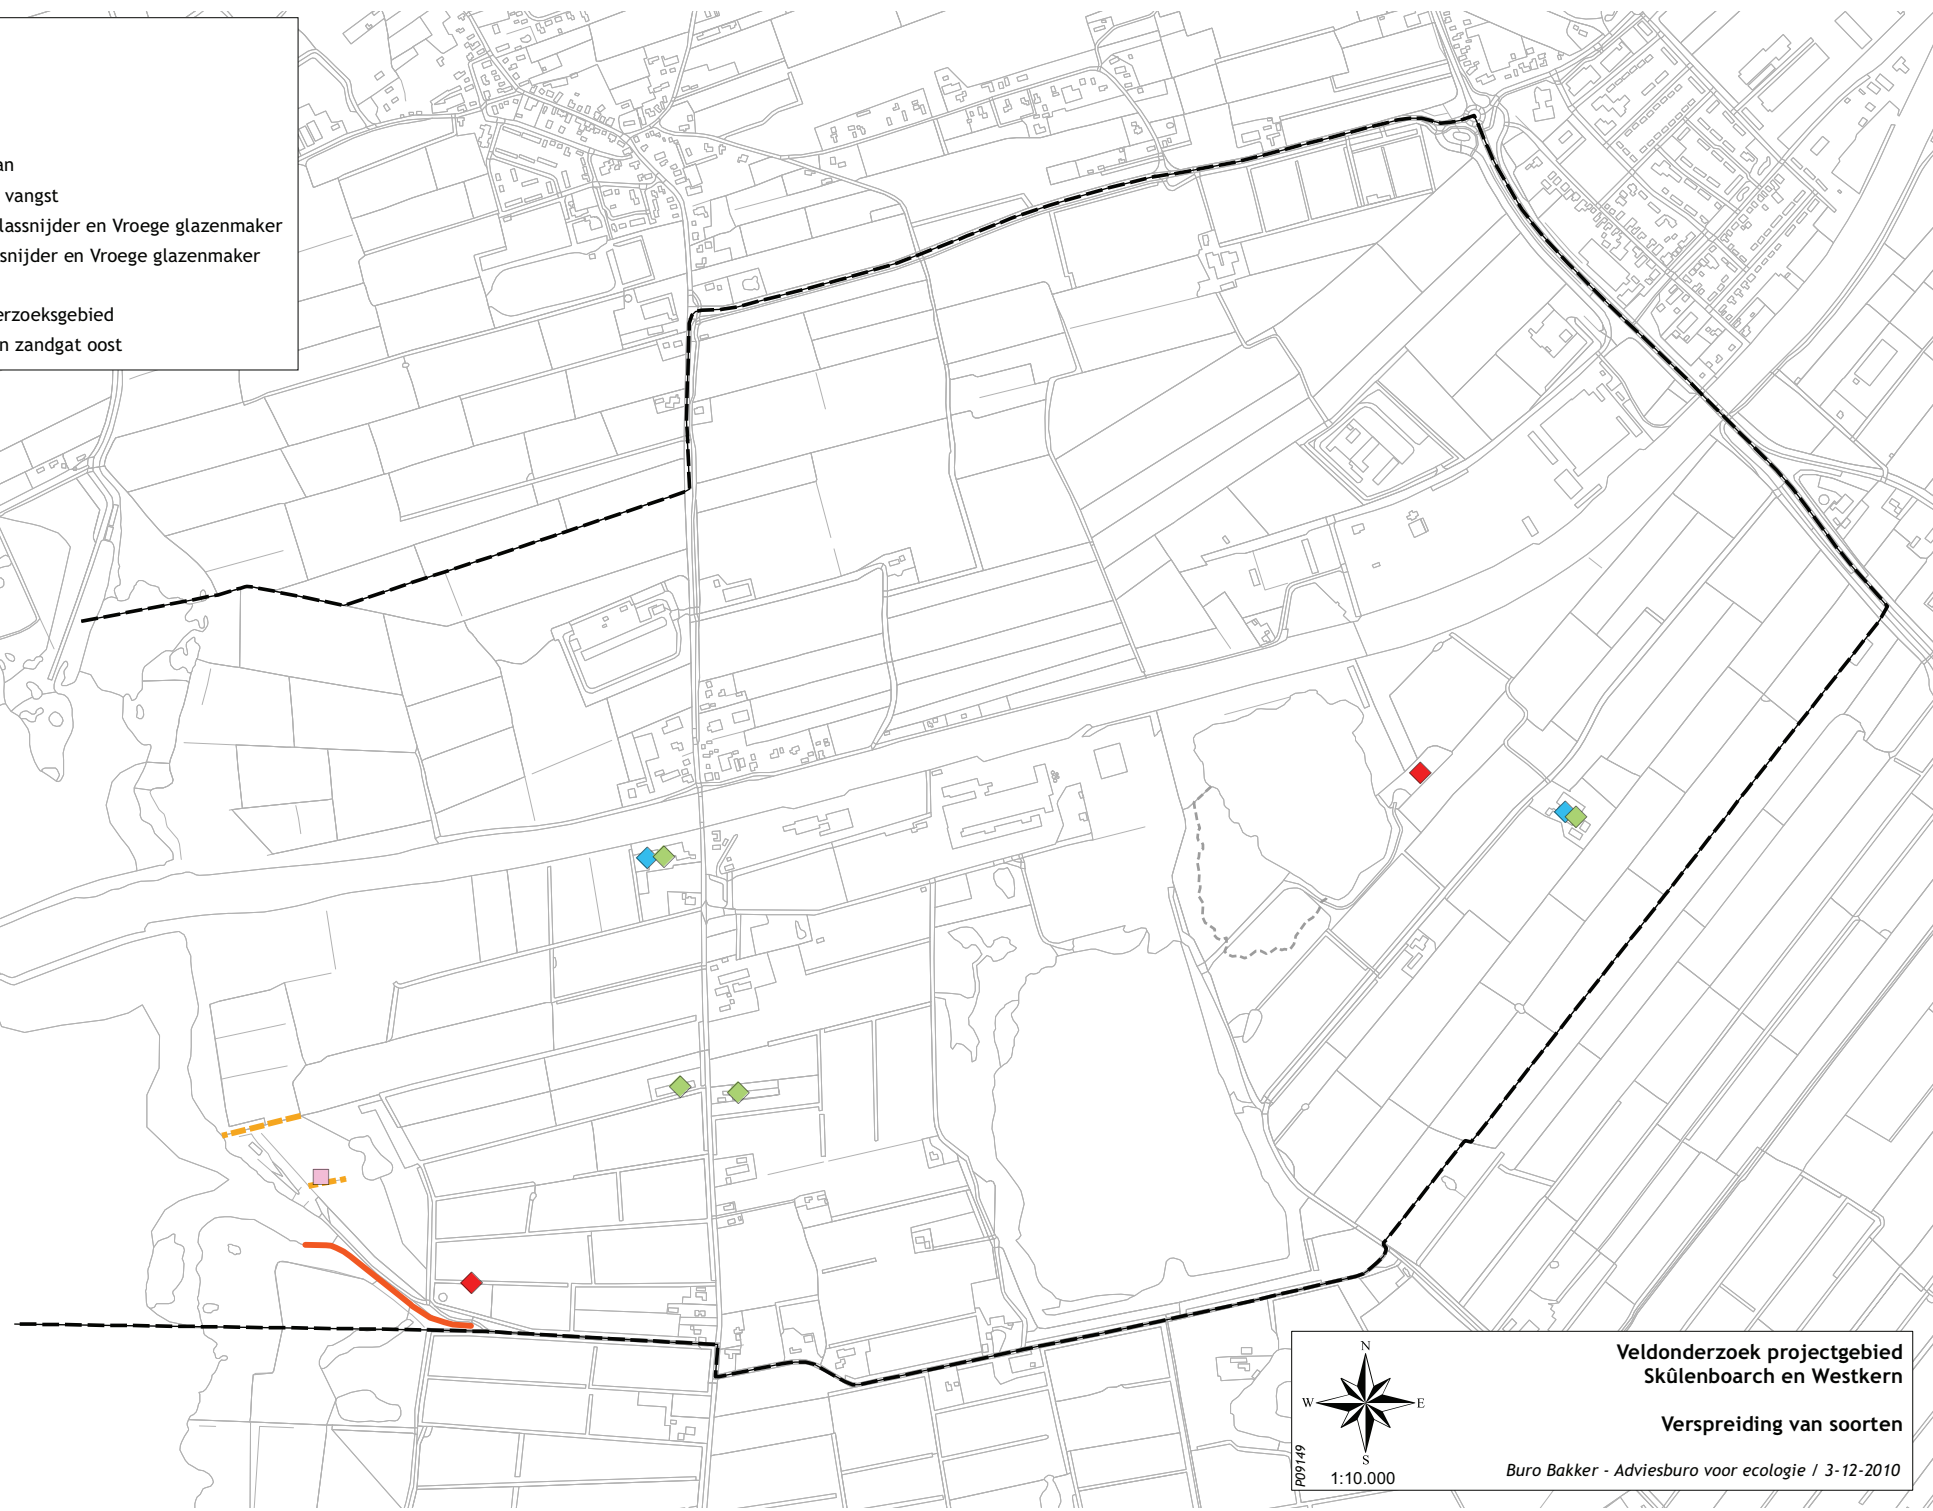 an
vangst
lassnijder en Vroege glazenmaker
snijder en Vroege glazenmaker
erzoeksgebied
n zandgat oost
Veldonderzoek projectgebied
Skûlenboarch en Westkern
Verspreiding van soorten
Buro Bakker - Adviesburo voor ecologie / 3-12-2010
N
W
E
S
1:10.000
P09149